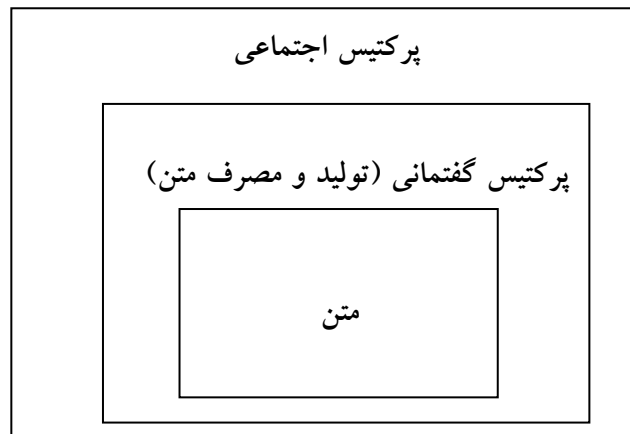 پرکتیس اجتماعی
پرکتیس گفتمانی (تولید و مصرف متن)
متن